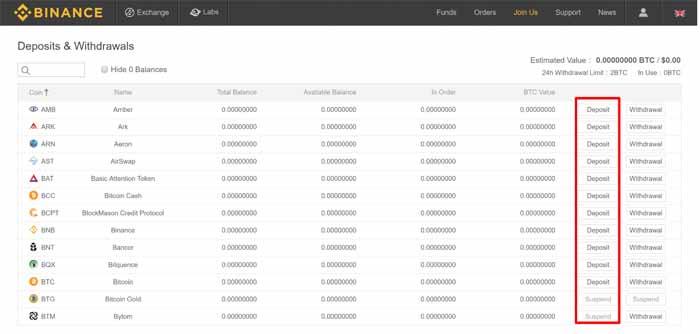 BINANCE Exchange Labs Funds Orders Join Us Support News
Deposits & Withdrawals
Estimated Value : 0.00000000 BTC / $0.00
Hide 0 Balances
24h Withdrawal Limit : 2BTC In Use : 0BTC
Coin Name Total Balance Available Balance In Order BTC Value
AMB Amber 0.00000000 0.00000000 0.00000000 0.00000000 Deposit Withdrawal
ARK Ark 0.00000000 0.00000000 0.00000000 0.00000000 Deposit Withdrawal
ARN Aeron 0.00000000 0.00000000 0.00000000 0.00000000 Deposit Withdrawal
AST AirSwap 0.00000000 0.00000000 0.00000000 0.00000000 Deposit Withdrawal
BAT Basic Attention Token 0.00000000 0.00000000 0.00000000 0.00000000 Deposit Withdrawal
BCC Bitcoin Cash 0.00000000 0.00000000 0.00000000 0.00000000 Deposit Withdrawal
BCPT BlockMason Credit Protocol 0.00000000 0.00000000 0.00000000 0.00000000 Deposit Withdrawal
BNB Binance 0.00000000 0.00000000 0.00000000 0.00000000 Deposit Withdrawal
BNT Bancor 0.00000000 0.00000000 0.00000000 0.00000000 Deposit Withdrawal
BQX Bitquence 0.00000000 0.00000000 0.00000000 0.00000000 Deposit Withdrawal
BTC Bitcoin 0.00000000 0.00000000 0.00000000 0.00000000 Deposit Withdrawal
BTG Bitcoin Gold 0.00000000 0.00000000 0.00000000 0.00000000 Suspend Suspend
BTM Bytom 0.00000000 0.00000000 0.00000000 0.00000000 Suspend Withdrawal